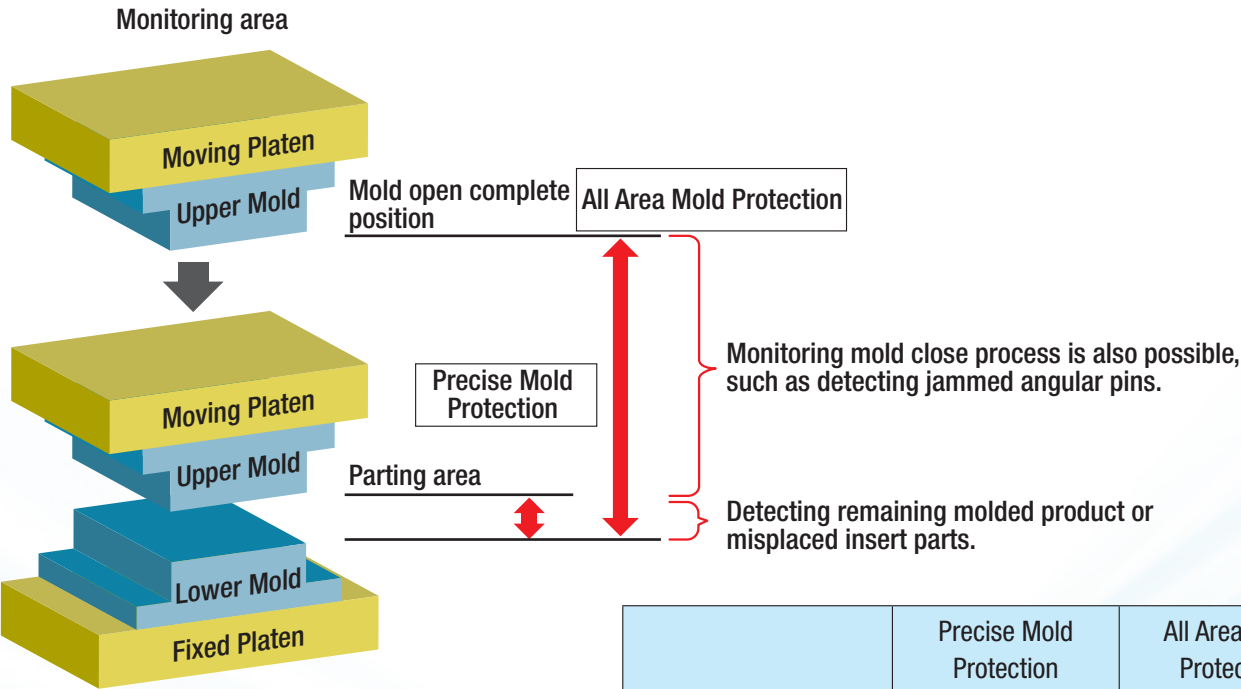 Monitoring area
Moving Platen
Upper Mold
Mold open complete
position
All Area Mold Protection
Moving Platen
Upper Mold
Precise Mold
Protection
Monitoring mold close process is also possible,
such as detecting jammed angular pins.
Parting area
Detecting remaining molded product or
misplaced insert parts.
Lower Mold
Fixed Platen
Precise Mold
Protection
All Area